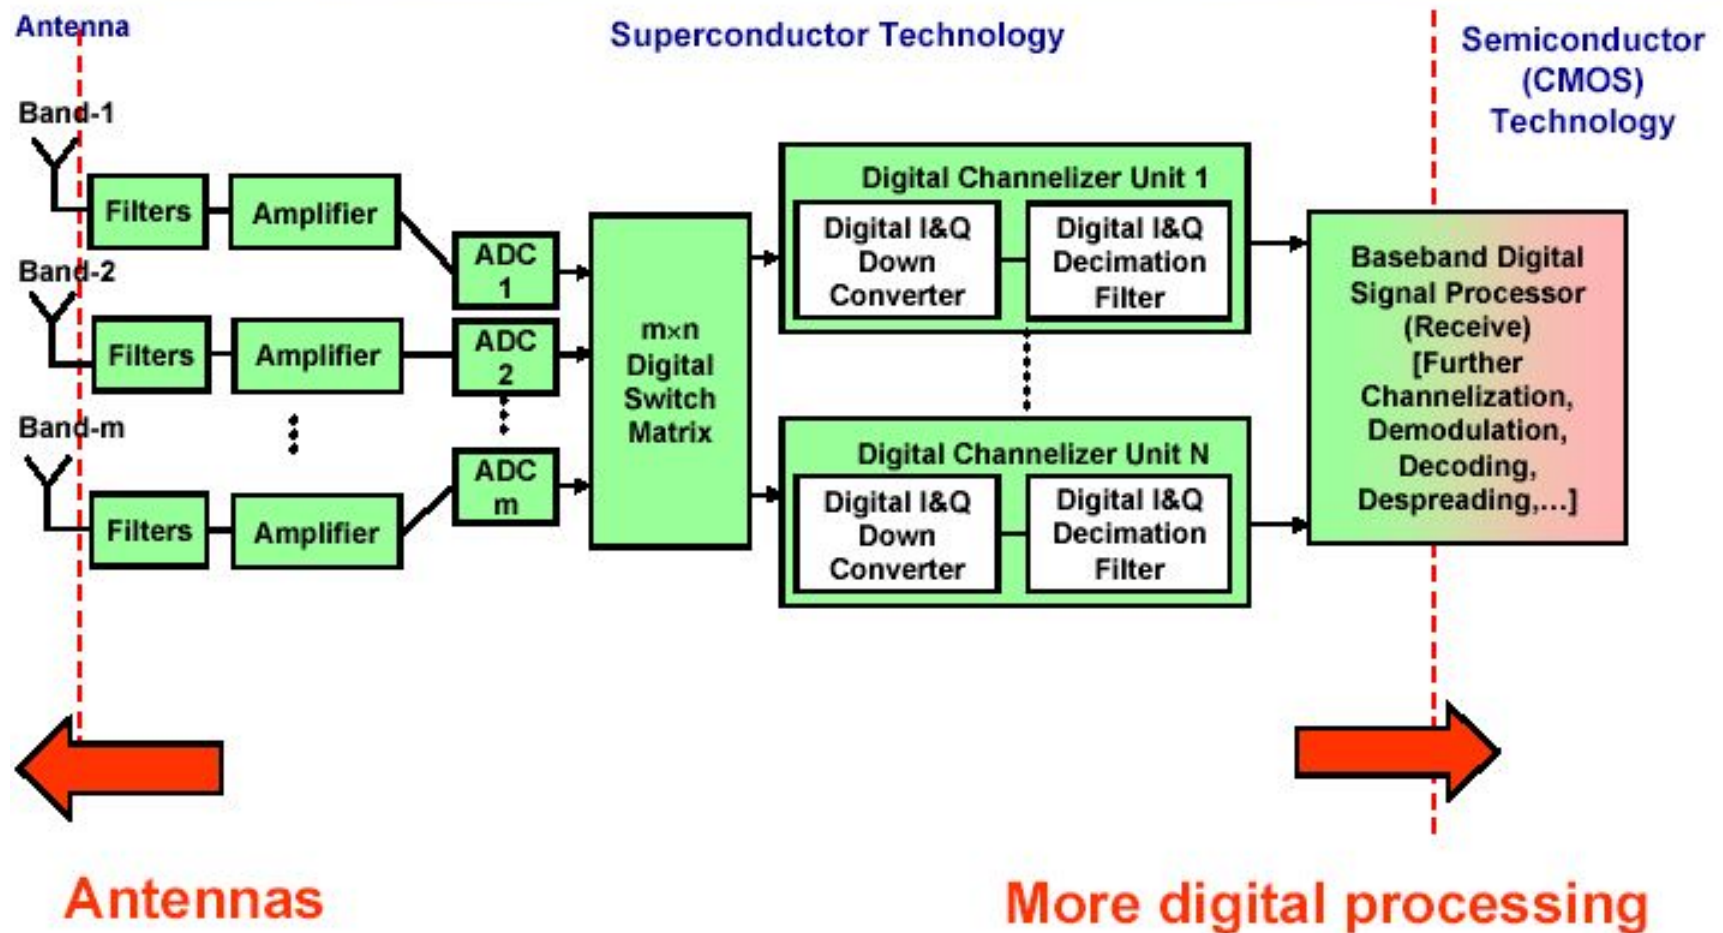 Antenna
Superconductor Technology
Semiconductor
(CMOS)
Technology
Band-1
Filters
Amplifier
ADC
1
Band-2
Filters
Amplifier
ADC
2
Band-m
Filters
Amplifier
ADC
m
m×n
Digital
Switch
Matrix
Digital Channelizer Unit 1
Digital I&Q
Down
Converter
Digital I&Q
Decimation
Filter
Digital Channelizer Unit N
Digital I&Q
Down
Converter
Digital I&Q
Decimation
Filter
Baseband Digital
Signal Processor
(Receive)
[Further
Channelization,
Demodulation,
Decoding,
Despreading,...]
Antennas
More digital processing